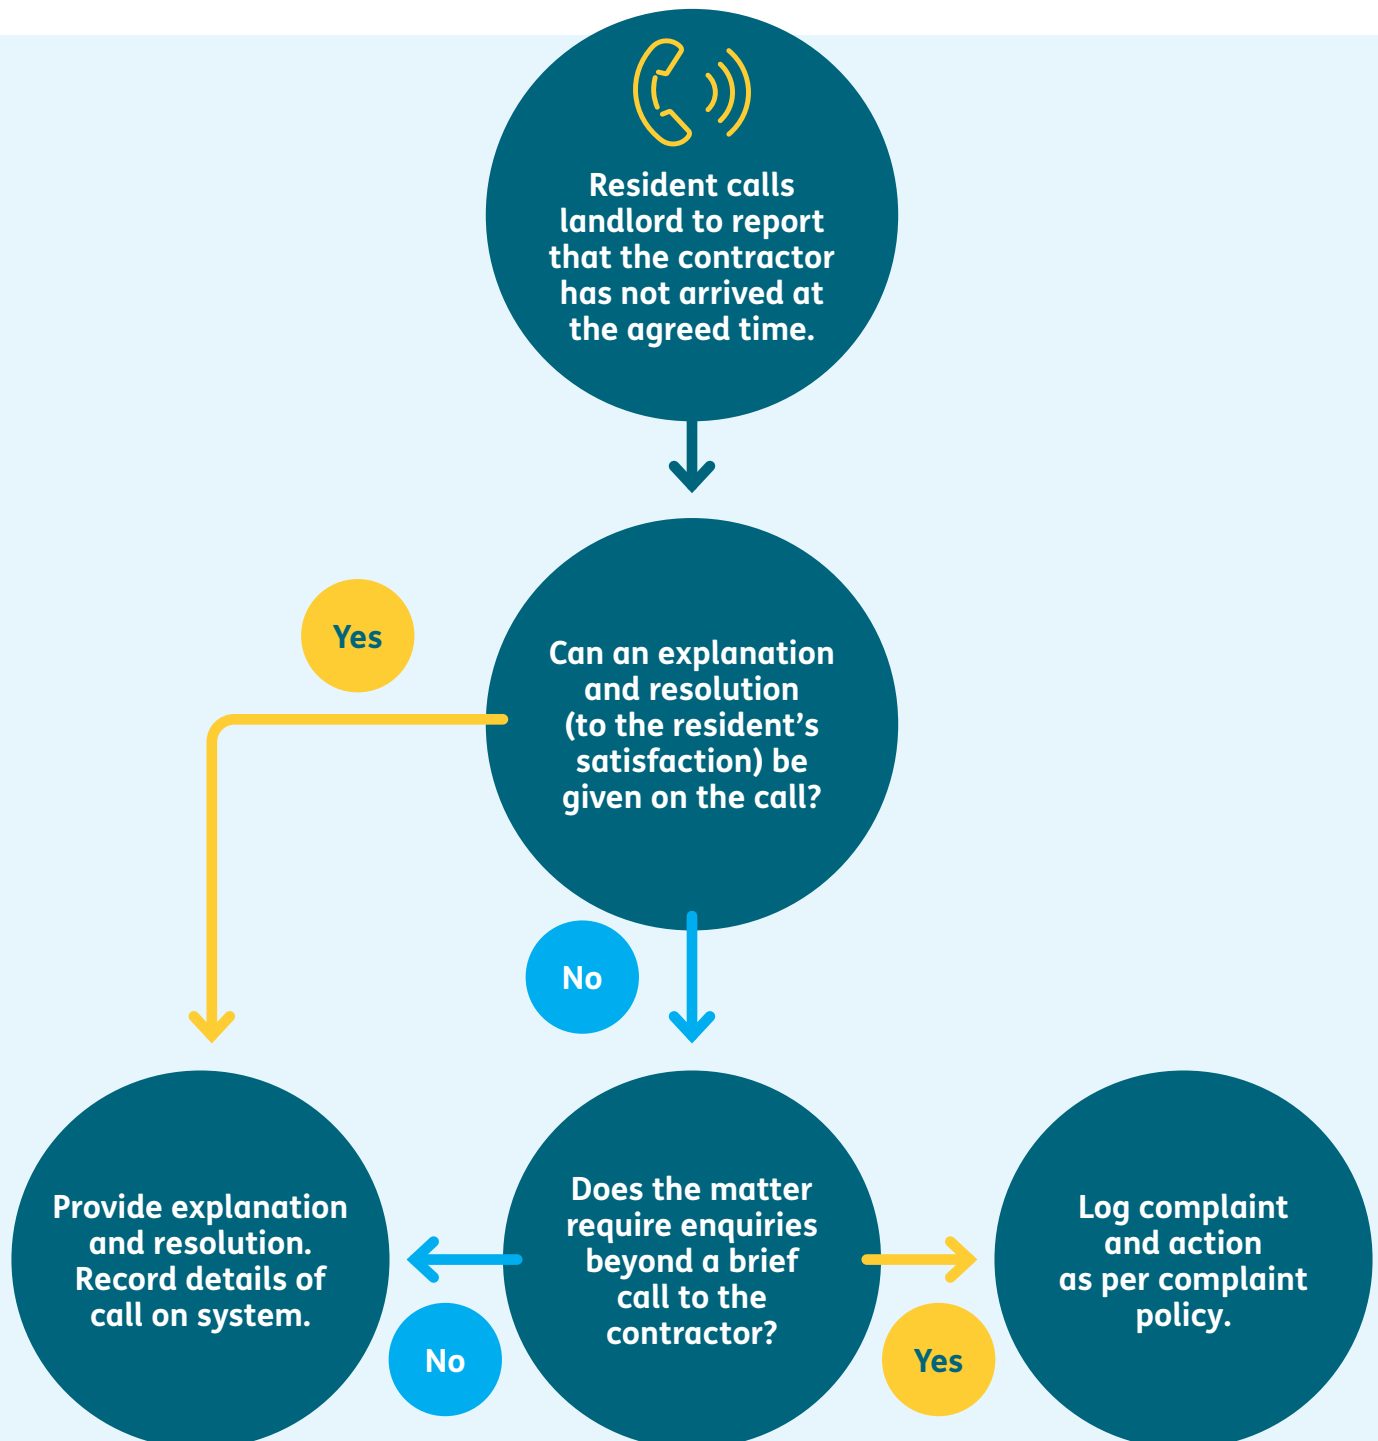 Resident calls
landlord to report
that the contractor
has not arrived at
the agreed time.
Yes
Can an explanation
and resolution
(to the resident’s
satisfaction) be
given on the call?
No
Provide explanation
and resolution.
Record details of
call on system.
No
Does the matter
require enquiries
beyond a brief
call to the
contractor?
Yes
Log complaint
and action
as per complaint
policy.